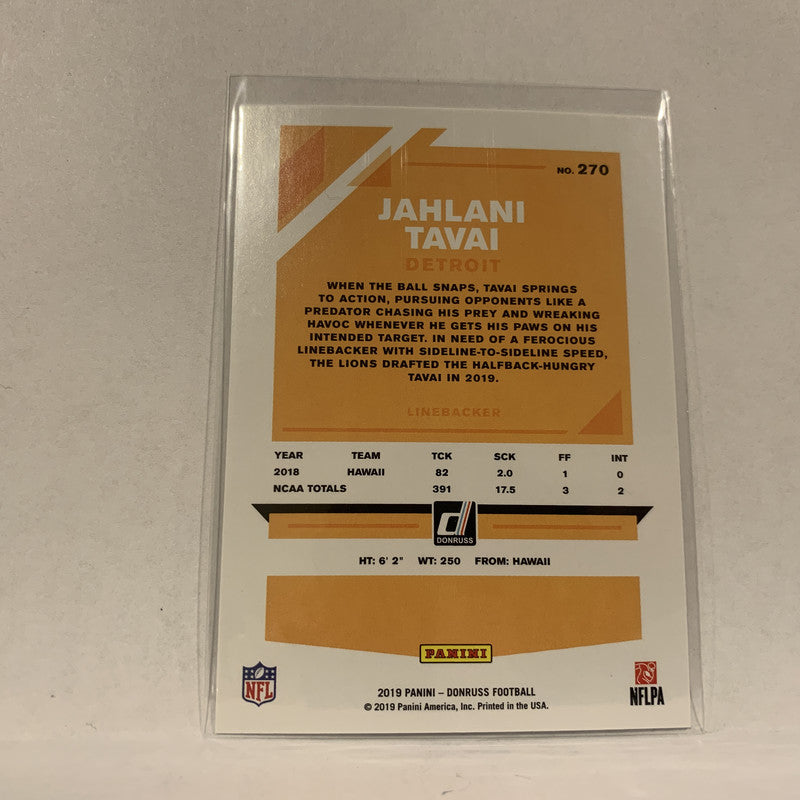 NO. 270
JAHLANI
TAVAI
DETROIT
WHEN THE BALL SNAPS, TAVAI SPRINGS
TO ACTION, PURSUING OPPONENTS LIKE A
PREDATOR CHASING HIS PREY AND WREAKING
HAVOC WHENEVER HE GETS HIS PAWS ON HIS
INTENDED TARGET. IN NEED OF A FEROCIOUS
LINEBACKER WITH SIDELINE-TO-SIDELINE SPEED,
THE LIONS DRAFTED THE HALFBACK-HUNGRY
TAVAI IN 2019.
LINEBACKER
YEAR TEAM TCK SCK FF INT
2018 HAWAII 82 2.0 1 0
NCAA TOTALS 391 17.5 3 2
d
DONRUSS
HT: 6' 2" WT: 250 FROM: HAWAII
PANINI
NFL
NFLPA
2019 PANINI – DONRUSS FOOTBALL
© 2019 Panini America, Inc. Printed in the USA.